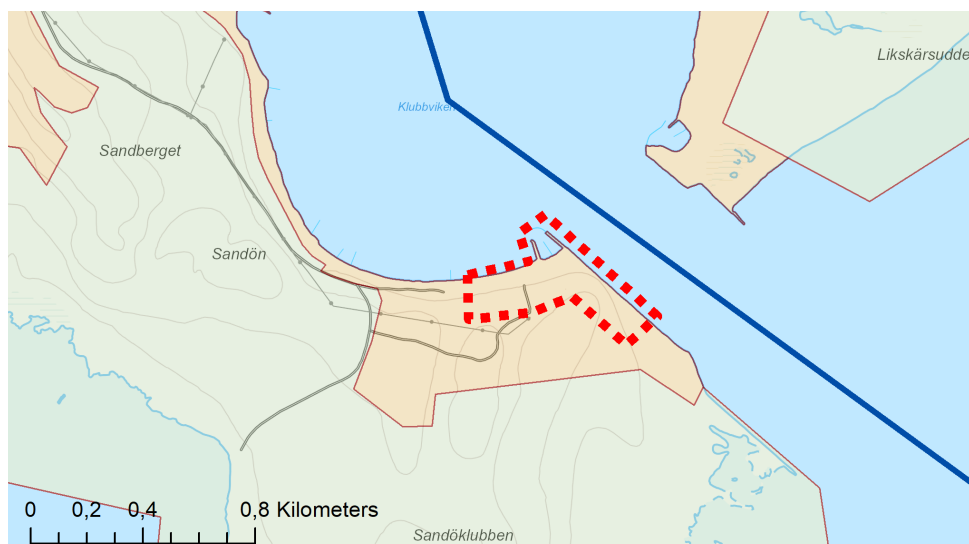 Likskärsudde
Klubbviken
Sandberget
Sandön
0 0,2 0,4 0,8 Kilometers
Sandöklubben